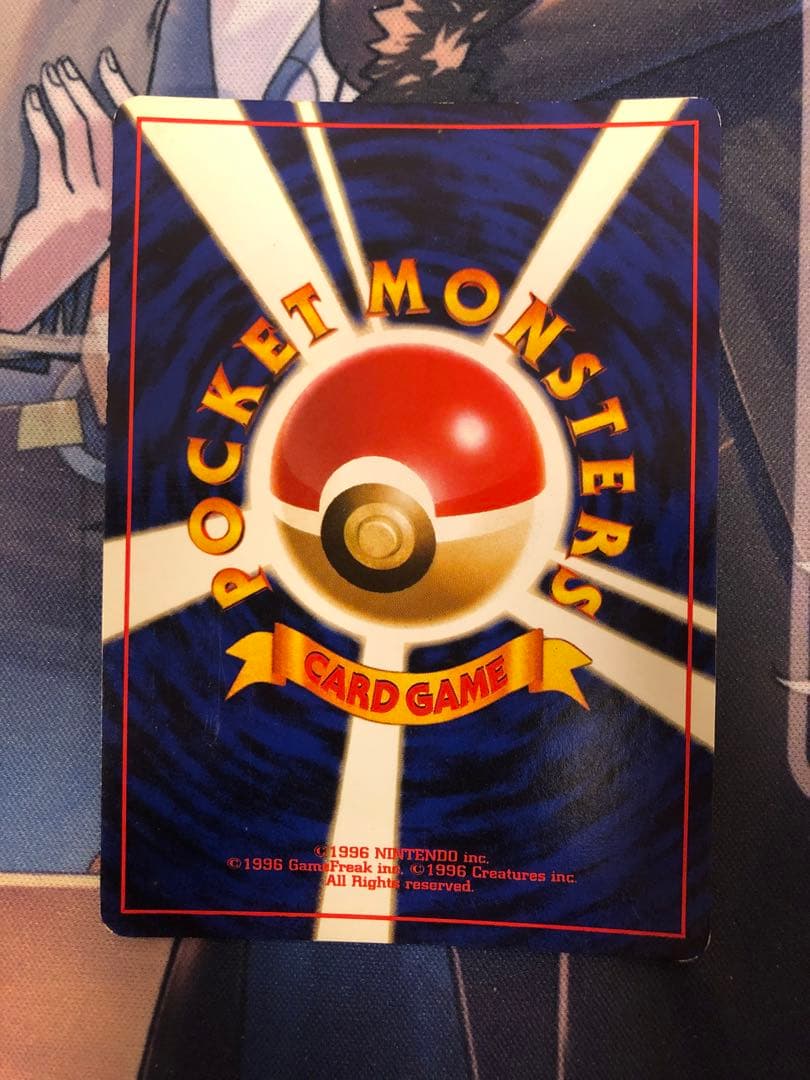 POCKET MONSTERS
CARD GAME
©1996 NINTENDO inc.
©1996 GameFreak inc. ©1996 Creatures inc.
All Rights reserved.